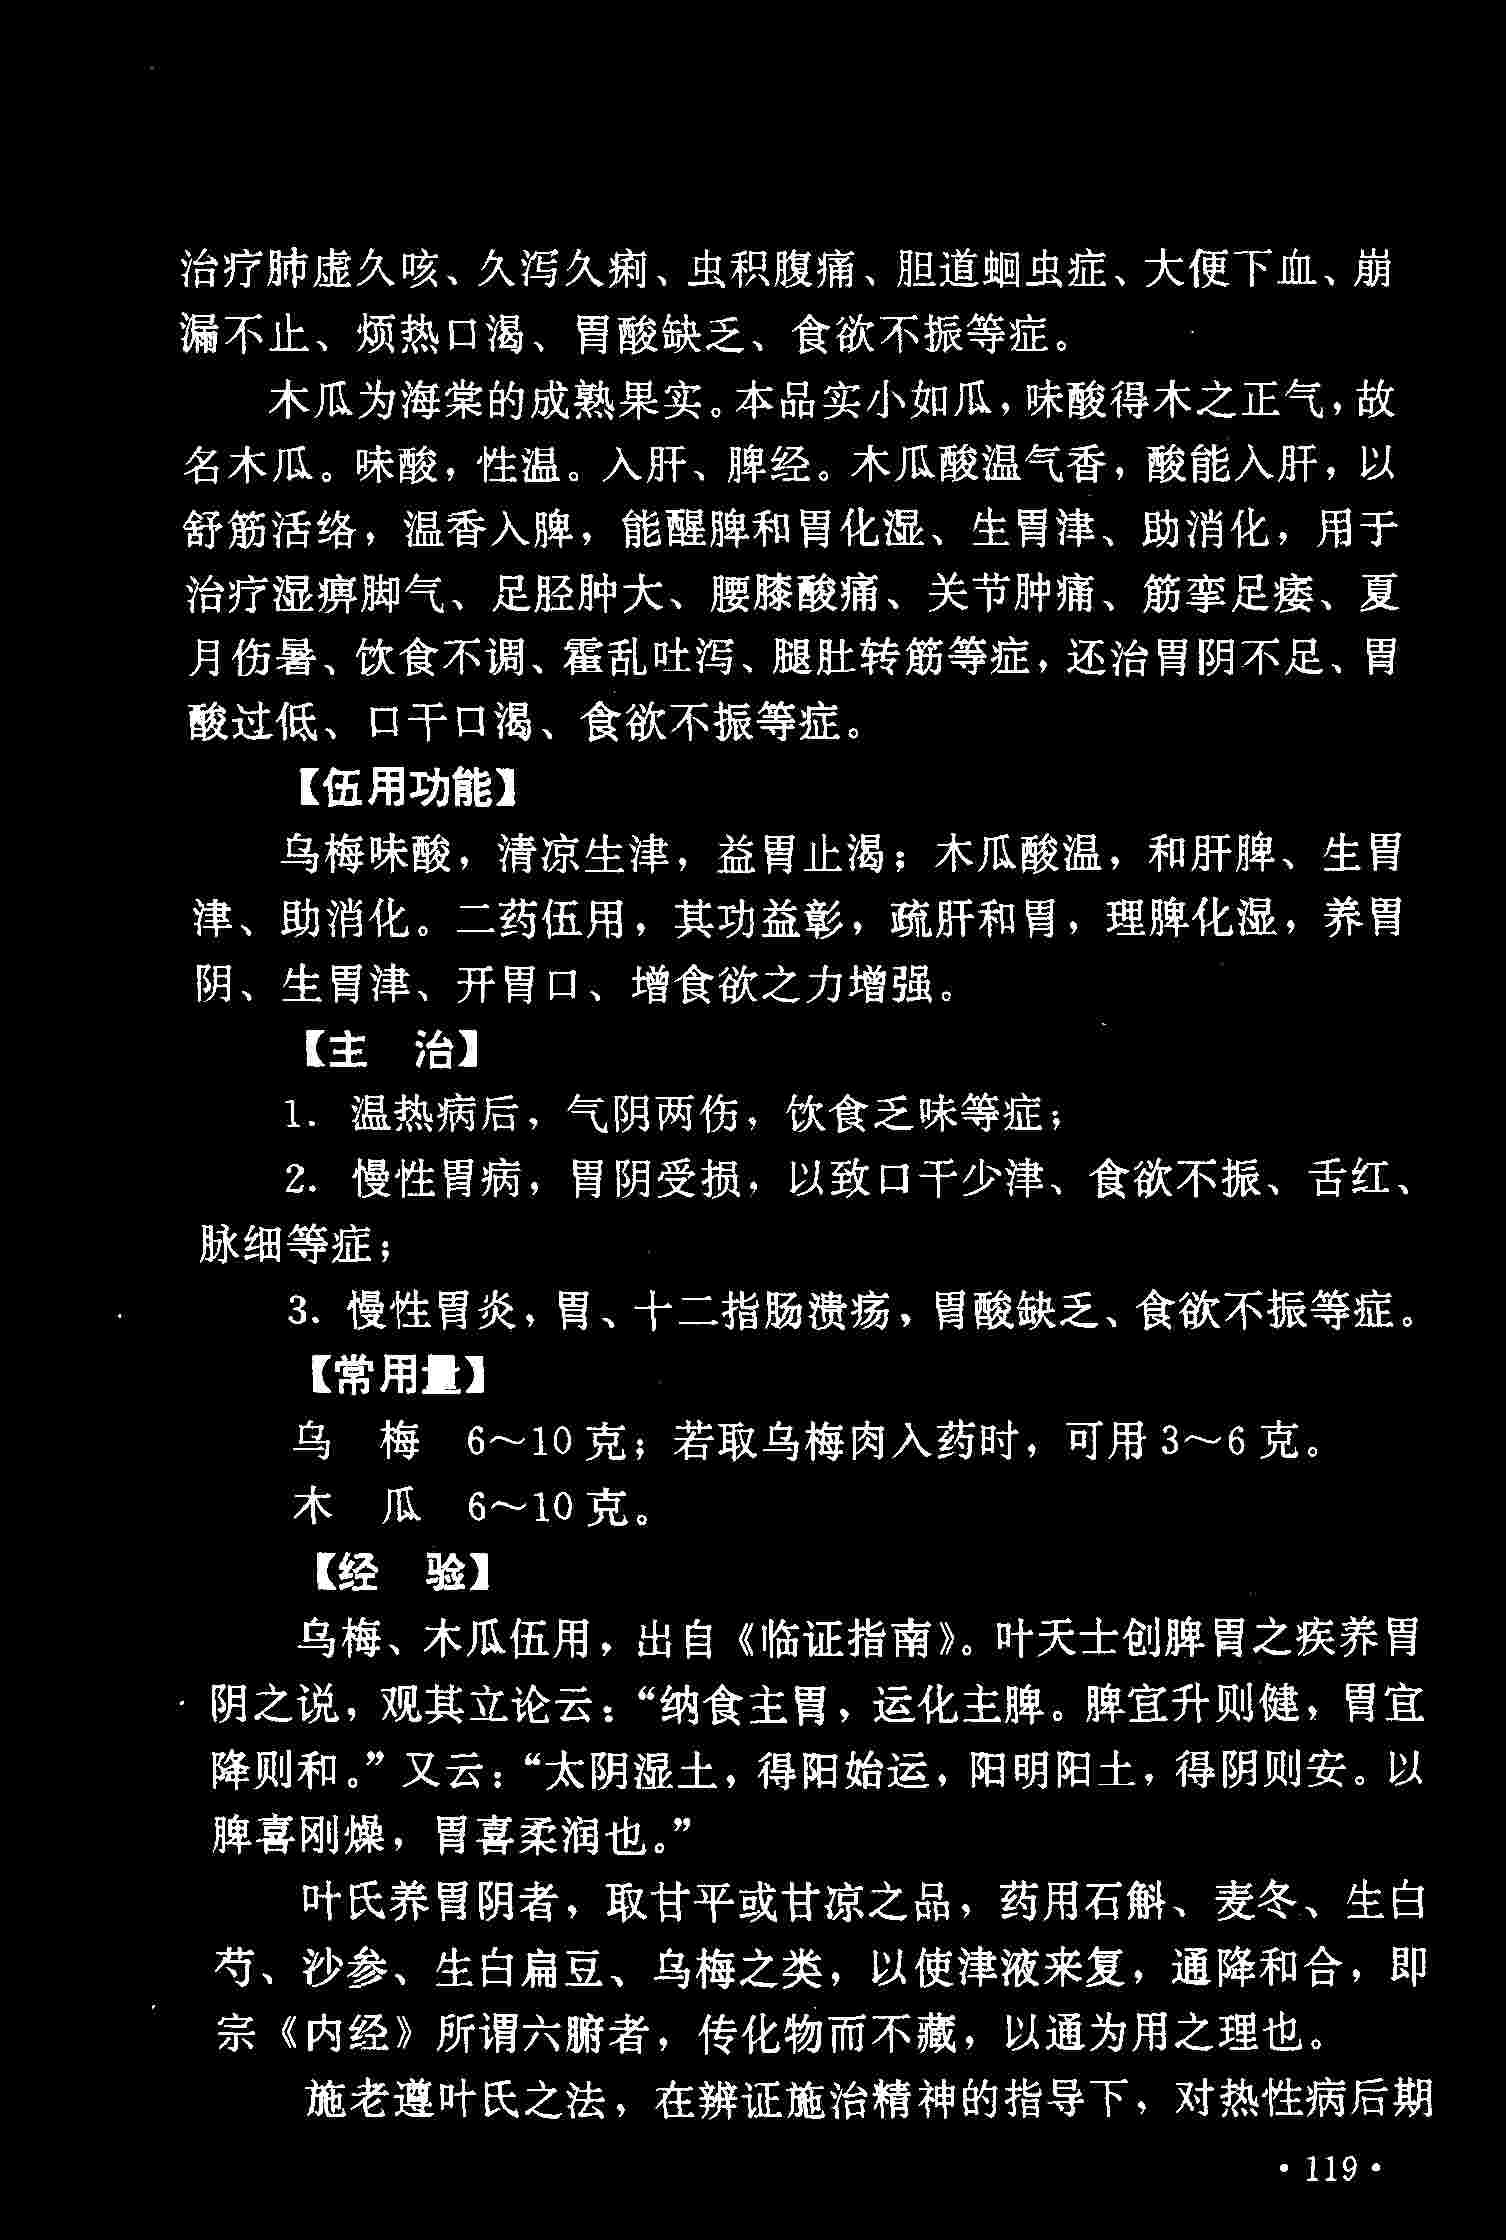 治疗肺虚久咳、久泻久痢、虫积腹痛、胆道蛔虫症、大便下血、崩
漏不止、烦热口渴、胃酸缺乏、食欲不振等症。
木瓜为海棠的成熟果实。本品实小如瓜，味酸得木之正气，故
名木瓜。味酸，性温。入肝、脾经。木瓜酸温气香，酸能入肝，以
舒筋活络，温香入脾，能醒脾和胃化湿、生胃津、助消化，用于
治疗湿痹脚气、足胫肿大、腰膝酸痛、关节肿痛、筋挛足痿、夏
月伤暑、饮食不调、霍乱吐泻、腿肚转筋等症，还治胃阴不足、胃
酸过低、口干口渴、食欲不振等症。
【伍用功能】
乌梅味酸，清凉生津，益胃止渴；木瓜酸温，和肝脾、生胃
津、助消化。二药伍用，其功益彰，疏肝和胃，理脾化湿，养胃
阴、生胃津、开胃口、增食欲之力增强。
【主　治】
1. 温热病后，气阴两伤，饮食乏味等症；
2. 慢性胃病，胃阴受损，以致口干少津、食欲不振、舌红、
脉细等症；
3. 慢性胃炎，胃、十二指肠溃疡，胃酸缺乏、食欲不振等症。
【常用量】
乌　梅　6～10 克；若取乌梅肉入药时，可用 3～6 克。
木　瓜　6～10 克。
【经　验】
乌梅、木瓜伍用，出自《临证指南》。叶天士创脾胃之疾养胃
阴之说，观其立论云：“纳食主胃，运化主脾。脾宜升则健，胃宜
降则和。”又云：“太阴湿土，得阳始运，阳明阳土，得阴则安。以
脾喜刚燥，胃喜柔润也。”
叶氏养胃阴者，取甘平或甘凉之品，药用石斛、麦冬、生白
芍、沙参、生白扁豆、乌梅之类，以使津液来复，通降和合，即
宗《内经》所谓六腑者，传化物而不藏，以通为用之理也。
施老遵叶氏之法，在辨证施治精神的指导下，对热性病后期
·119·